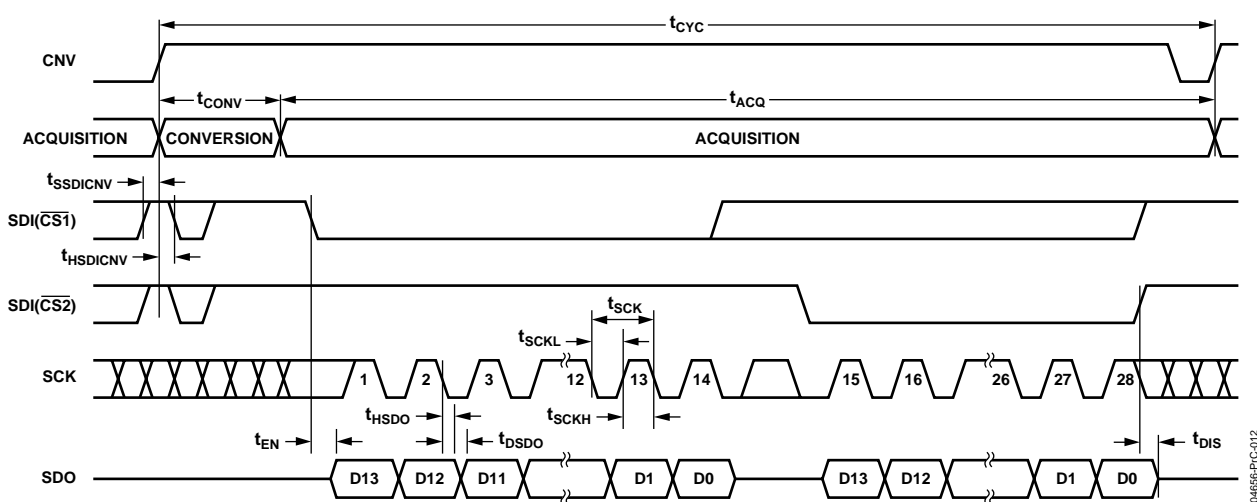 tCYC
CNV
tCONV
tACQ
ACQUISITION
CONVERSION
ACQUISITION
tSSDICNV
SDI(CS1)
tHSDICNV
SDI(CS2)
tSCK
tSCKL
SCK
1 2 3 12 13 14 15 16 26 27 28
tHSDO
tSCKH
tEN
tDSDO
tDIS
SDO
D13 D12 D11 D1 D0 D13 D12 D1 D0
04656-PrC-012